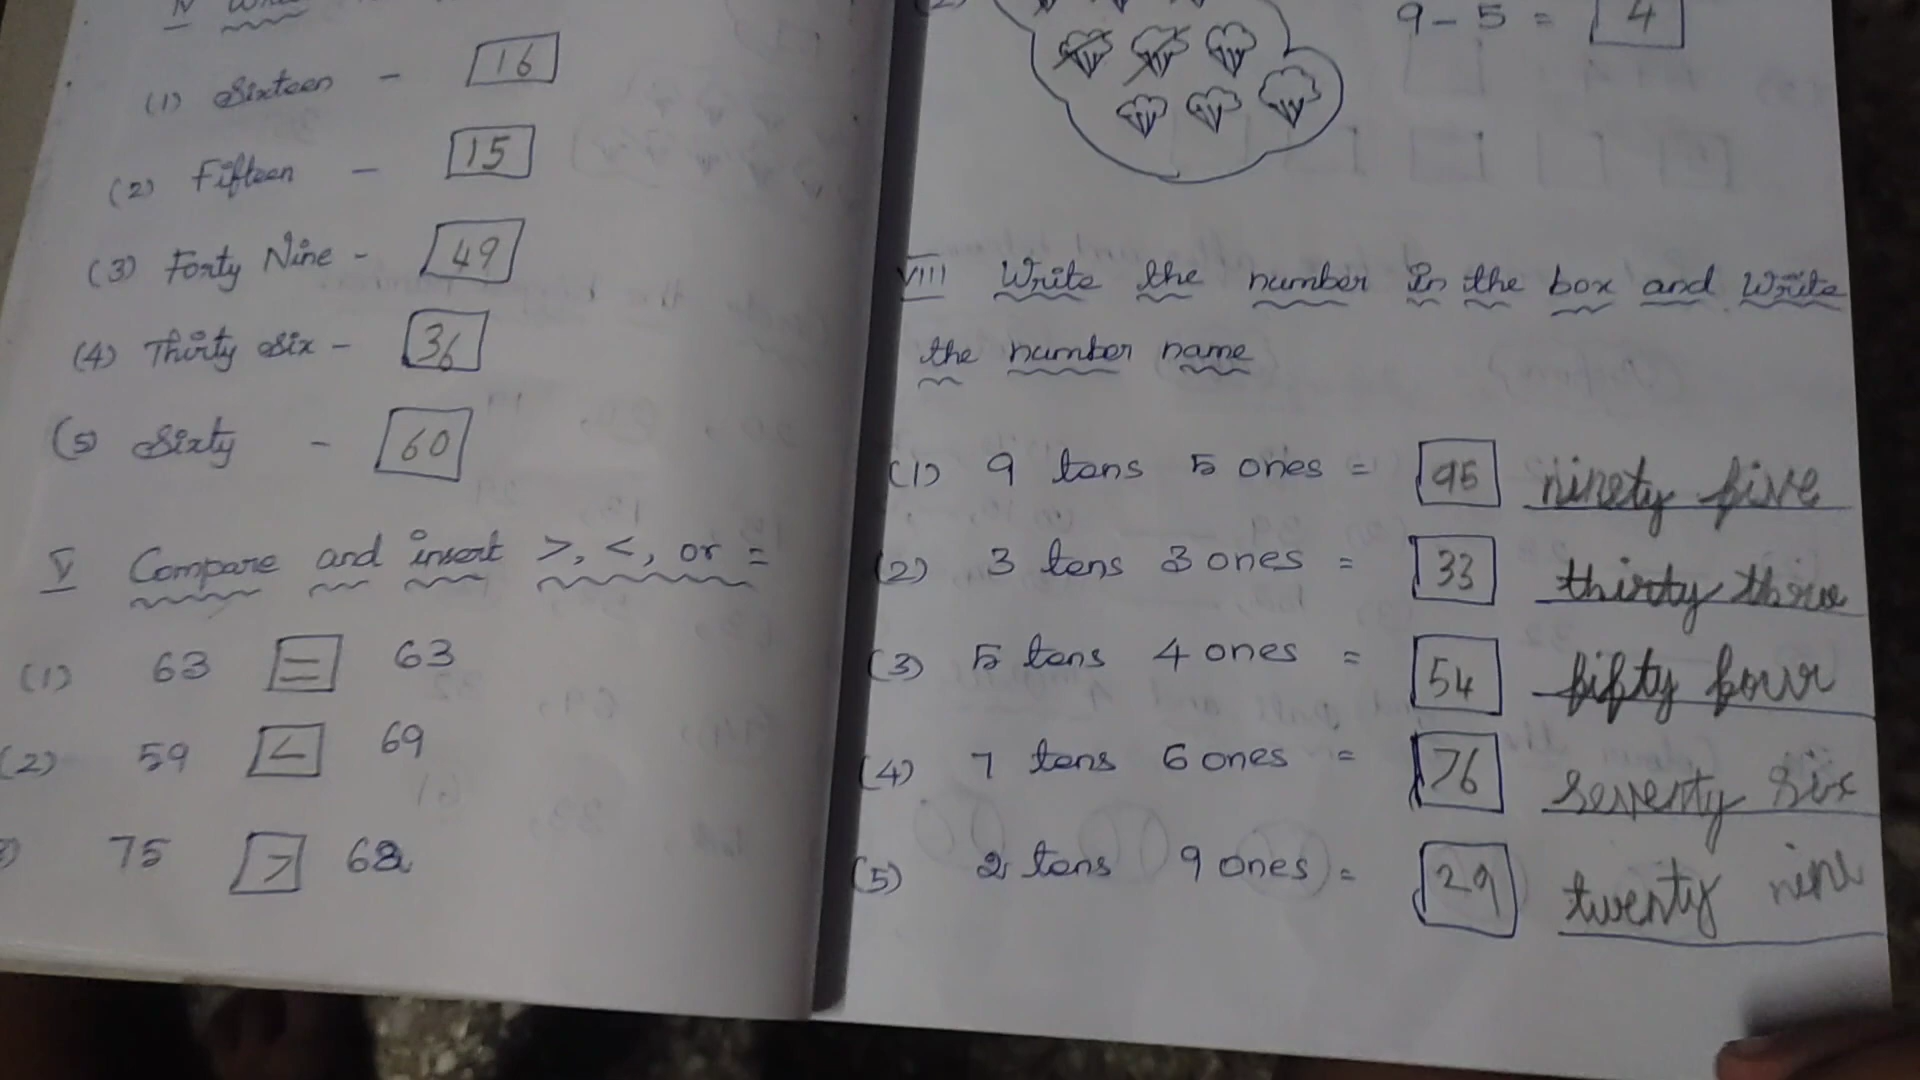 IV
(1) Sixteen - 16
(2) Fifteen - 15
(3) Forty Nine - 49
(4) Thirty Six - 36
(5) Sixty - 60
V Compare and insert >, <, or =
(1) 63 = 63
(2) 59 < 69
75 > 62
(2)
9 - 5 = 4
VIII Write the number in the box and Write
the number name
(1) 9 tens 5 ones = 95 ninety five
(2) 3 tens 3 ones = 33 thirty three
(3) 5 tens 4 ones = 54 fifty four
(4) 7 tens 6 ones = 76 seventy six
(5) 2 tens 9 ones = 29 twenty nine